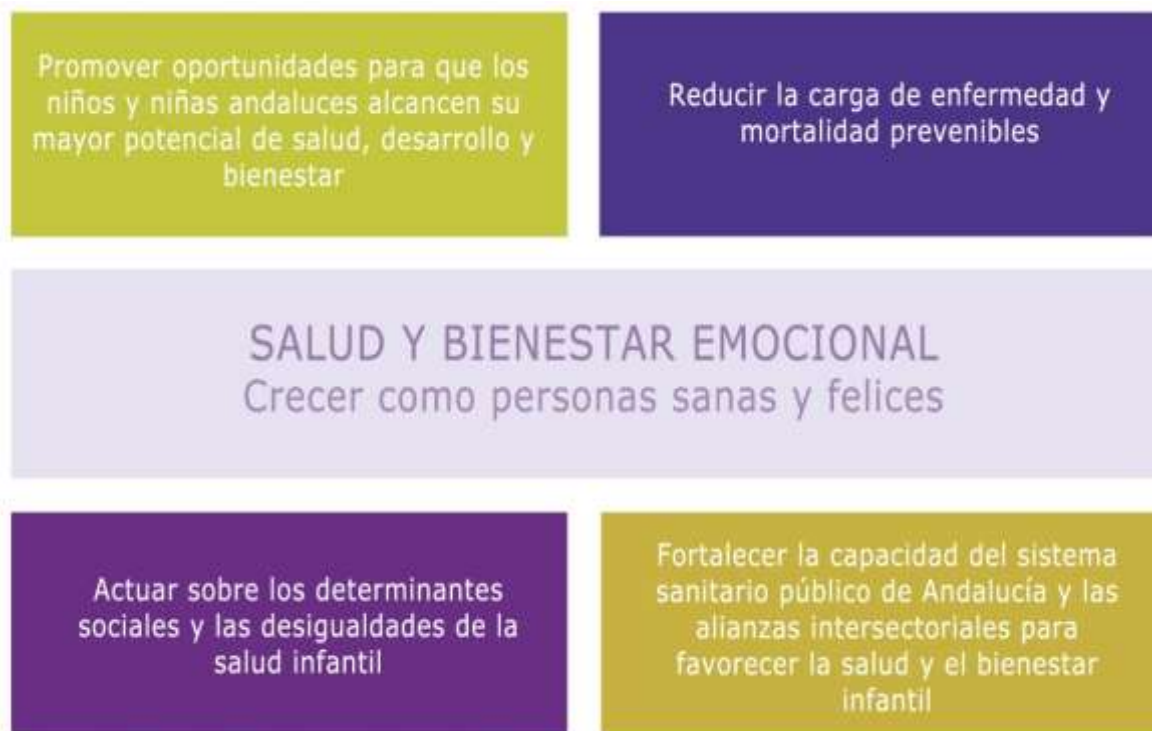 Promover oportunidades para que los
niños y niñas andaluces alcancen su
mayor potencial de salud, desarrollo y
bienestar
Reducir la carga de enfermedad y
mortalidad prevenibles
SALUD Y BIENESTAR EMOCIONAL
Crecer como personas sanas y felices
Actuar sobre los determinantes
sociales y las desigualdades de la
salud infantil
Fortalecer la capacidad del sistema
sanitario público de Andalucía y las
alianzas intersectoriales para
favorecer la salud y el bienestar
infantil